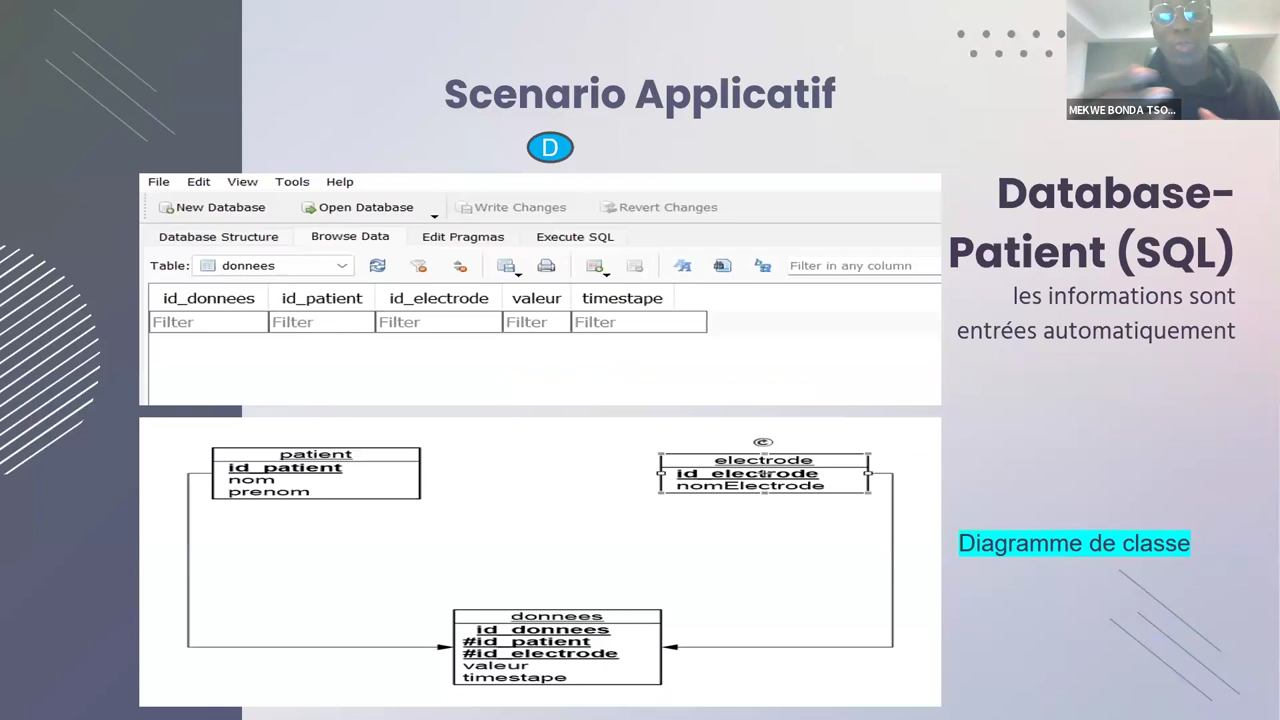 Scenario Applicatif
MEKWE BONDA TSO...
D
File Edit View Tools Help
New Database Open Database Write Changes Revert Changes
Database Structure Browse Data Edit Pragmas Execute SQL
Table: donnees Filter in any column
id_donnees id_patient id_electrode valeur timestape
Filter Filter Filter Filter Filter
Database-
Patient (SQL)
les informations sont
entrées automatiquement
patient
id_patient
nom
prenom
electrode
id_electrode
nomElectrode
Diagramme de classe
donnees
id_donnees
#id_patient
#id_electrode
valeur
timestape